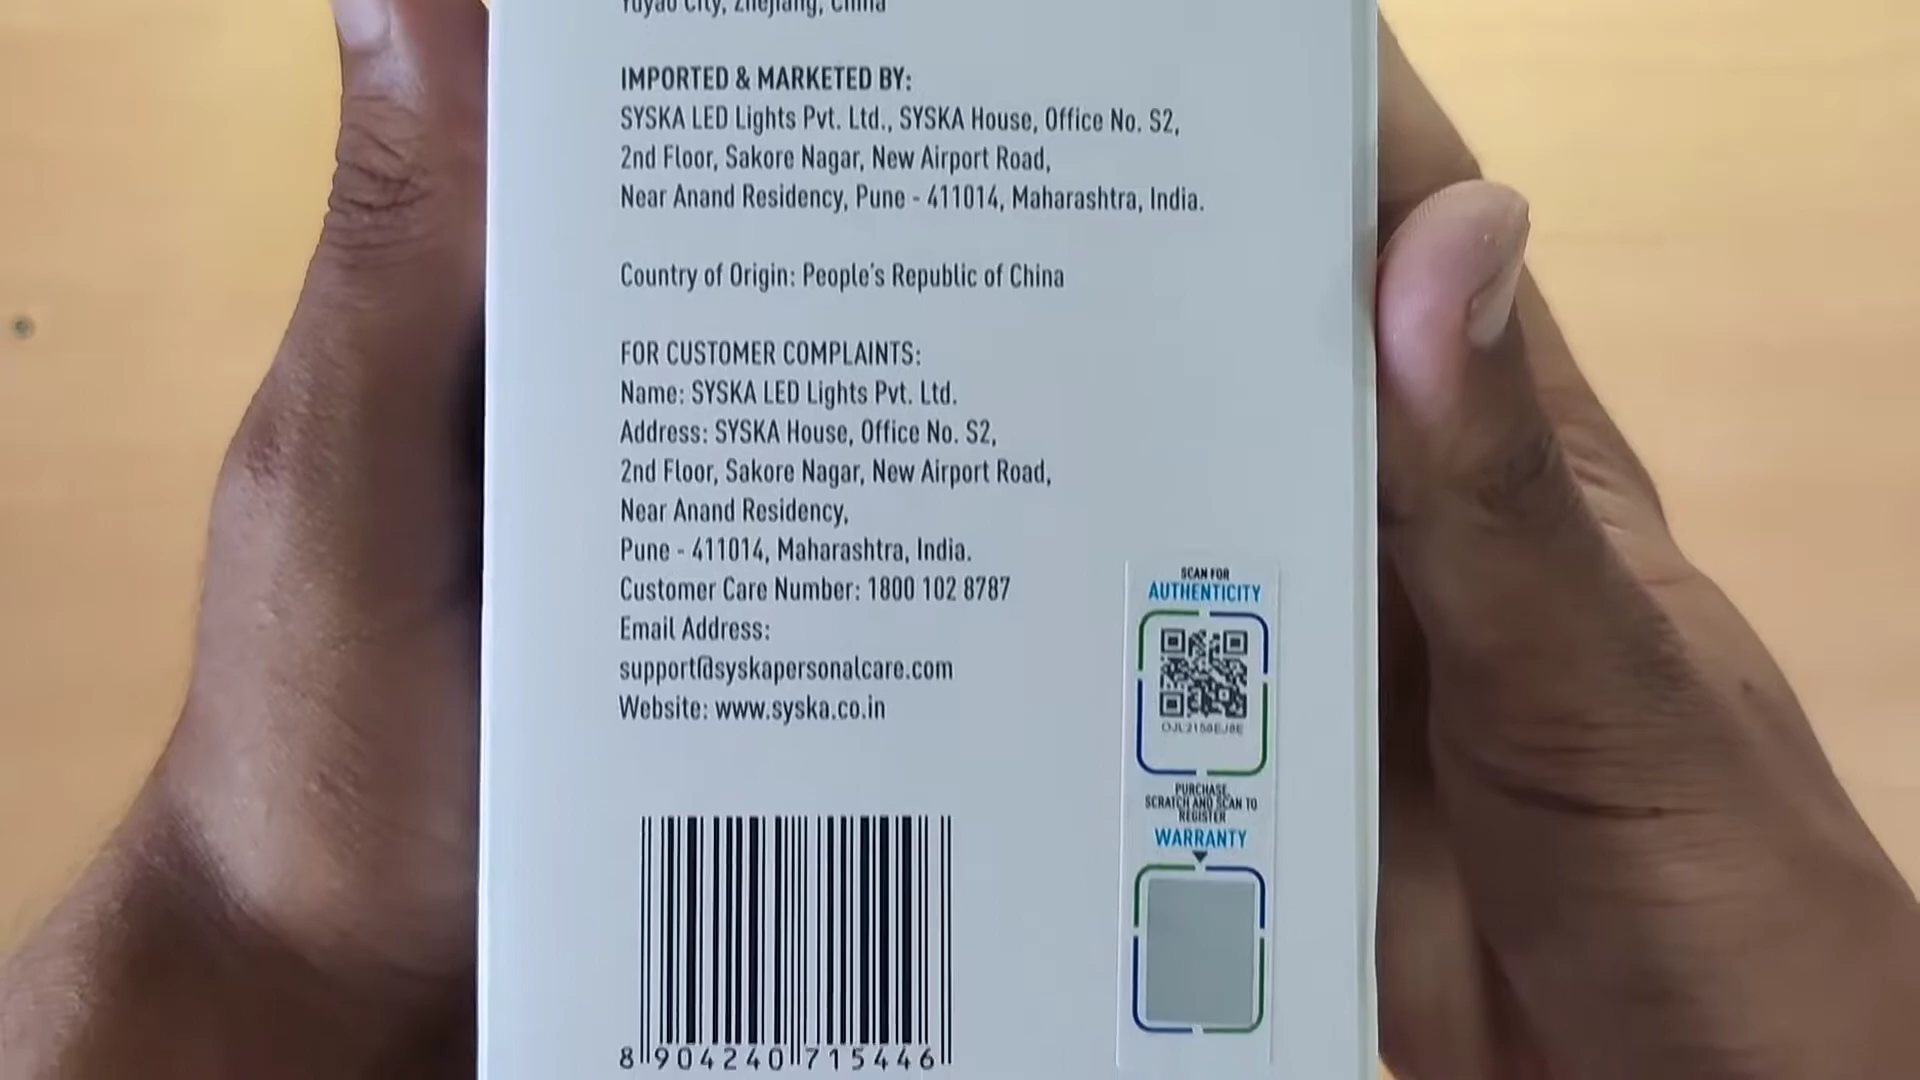 Yuyao City, Zhejiang, China
IMPORTED & MARKETED BY:
SYSKA LED Lights Pvt. Ltd., SYSKA House, Office No. S2,
2nd Floor, Sakore Nagar, New Airport Road,
Near Anand Residency, Pune - 411014, Maharashtra, India.
Country of Origin: People's Republic of China
FOR CUSTOMER COMPLAINTS:
Name: SYSKA LED Lights Pvt. Ltd.
Address: SYSKA House, Office No. S2,
2nd Floor, Sakore Nagar, New Airport Road,
Near Anand Residency,
Pune - 411014, Maharashtra, India.
Customer Care Number: 1800 102 8787
Email Address:
support@syskapersonalcare.com
Website: www.syska.co.in
8 904240 715446
SCAN FOR
AUTHENTICITY
PURCHASE,
SCRATCH AND SCAN TO
REGISTER
WARRANTY